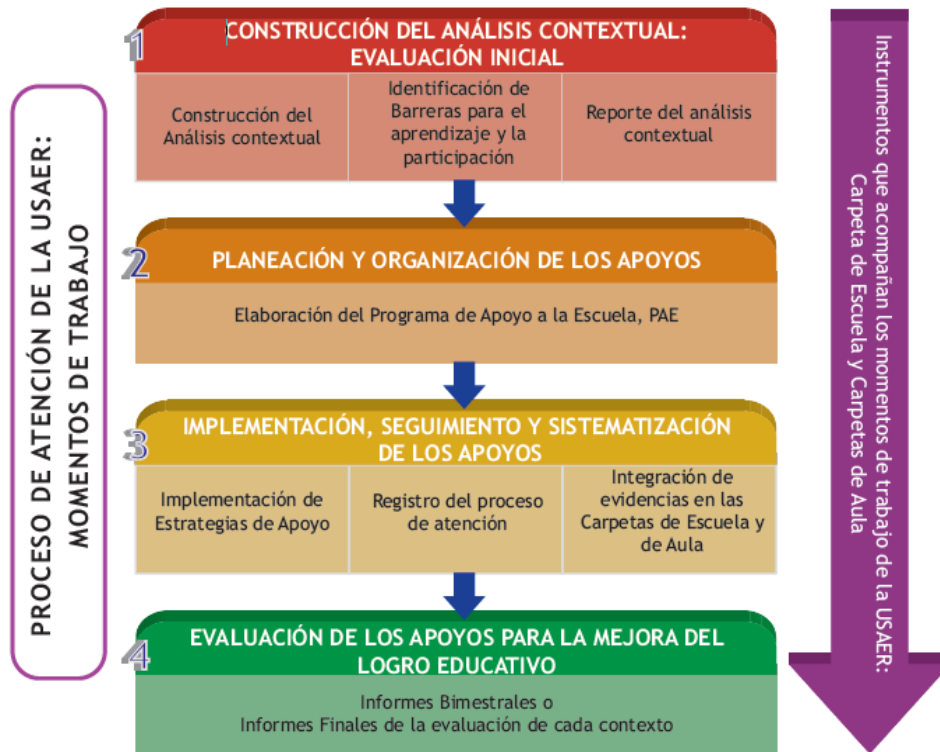 PROCESO DE ATENCIÓN DE LA USAER:
MOMENTOS DE TRABAJO
1
CONSTRUCCIÓN DEL ANÁLISIS CONTEXTUAL:
EVALUACIÓN INICIAL
Construcción del
Análisis contextual
Identificación de
Barreras para el
aprendizaje y la
participación
Reporte del análisis
contextual
2
PLANEACIÓN Y ORGANIZACIÓN DE LOS APOYOS
Elaboración del Programa de Apoyo a la Escuela, PAE
3
IMPLEMENTACIÓN, SEGUIMIENTO Y SISTEMATIZACIÓN
DE LOS APOYOS
Implementación de
Estrategias de Apoyo
Registro del proceso
de atención
Integración de
evidencias en las
Carpetas de Escuela y
de Aula
4
EVALUACIÓN DE LOS APOYOS PARA LA MEJORA DEL
LOGRO EDUCATIVO
Informes Bimestrales o
Informes Finales de la evaluación de cada contexto
Instrumentos que acompañan los momentos de trabajo de la USAER:
Carpeta de Escuela y Carpetas de Aula